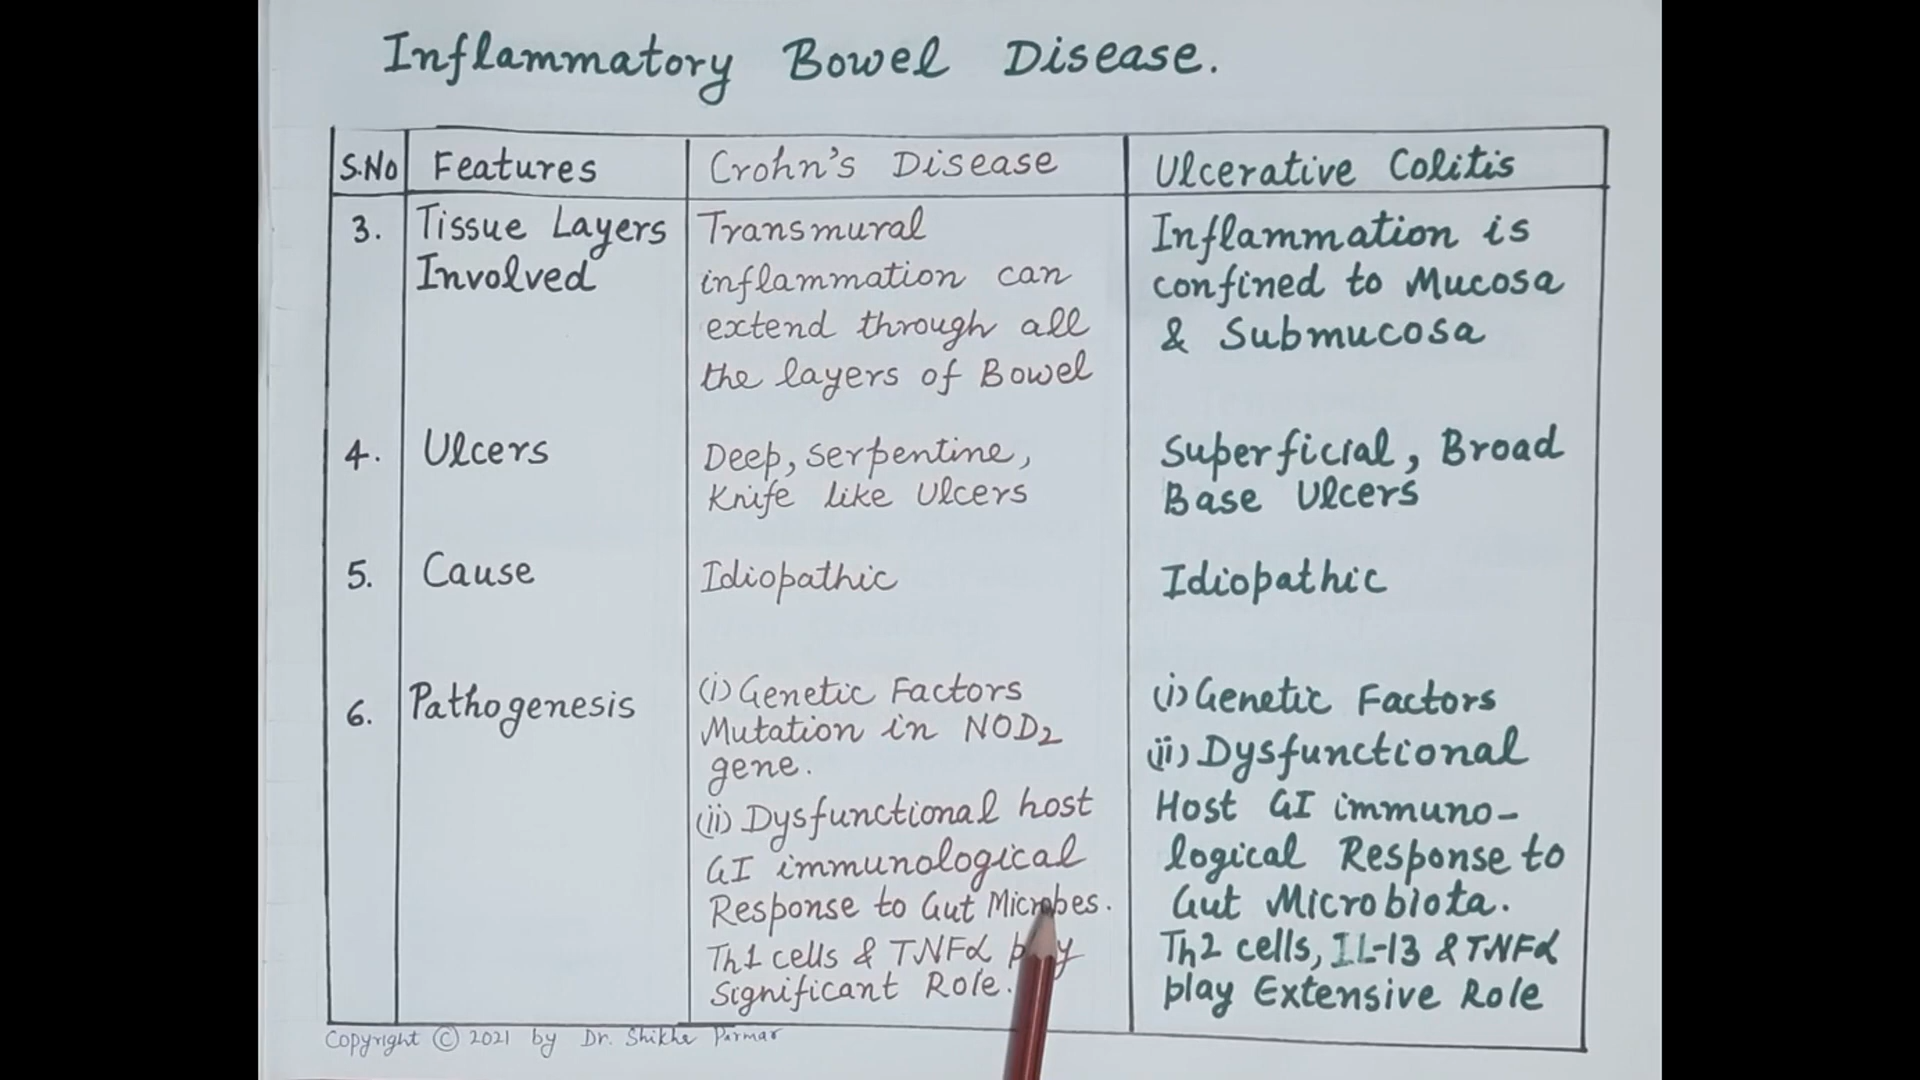 Inflammatory Bowel Disease.
S.No Features Crohn's Disease Ulcerative Colitis
3. Tissue Layers Involved
Transmural
inflammation can
extend through all
the layers of Bowel
Inflammation is
confined to Mucosa
& Submucosa
4. Ulcers
Deep, Serpentine,
Knife like Ulcers
Superficial, Broad
Base Ulcers
5. Cause
Idiopathic
Idiopathic
6. Pathogenesis
(i) Genetic Factors
Mutation in NOD2
gene.
(ii) Dysfunctional host
GI immunological
Response to Gut Microbes.
Th1 cells & TNFα play
Significant Role.
(i) Genetic Factors
(ii) Dysfunctional
Host GI immuno-
logical Response to
Gut Microbiota.
Th2 cells, IL-13 & TNFα
play Extensive Role
Copyright © 2021 by Dr. Shikha Parmar